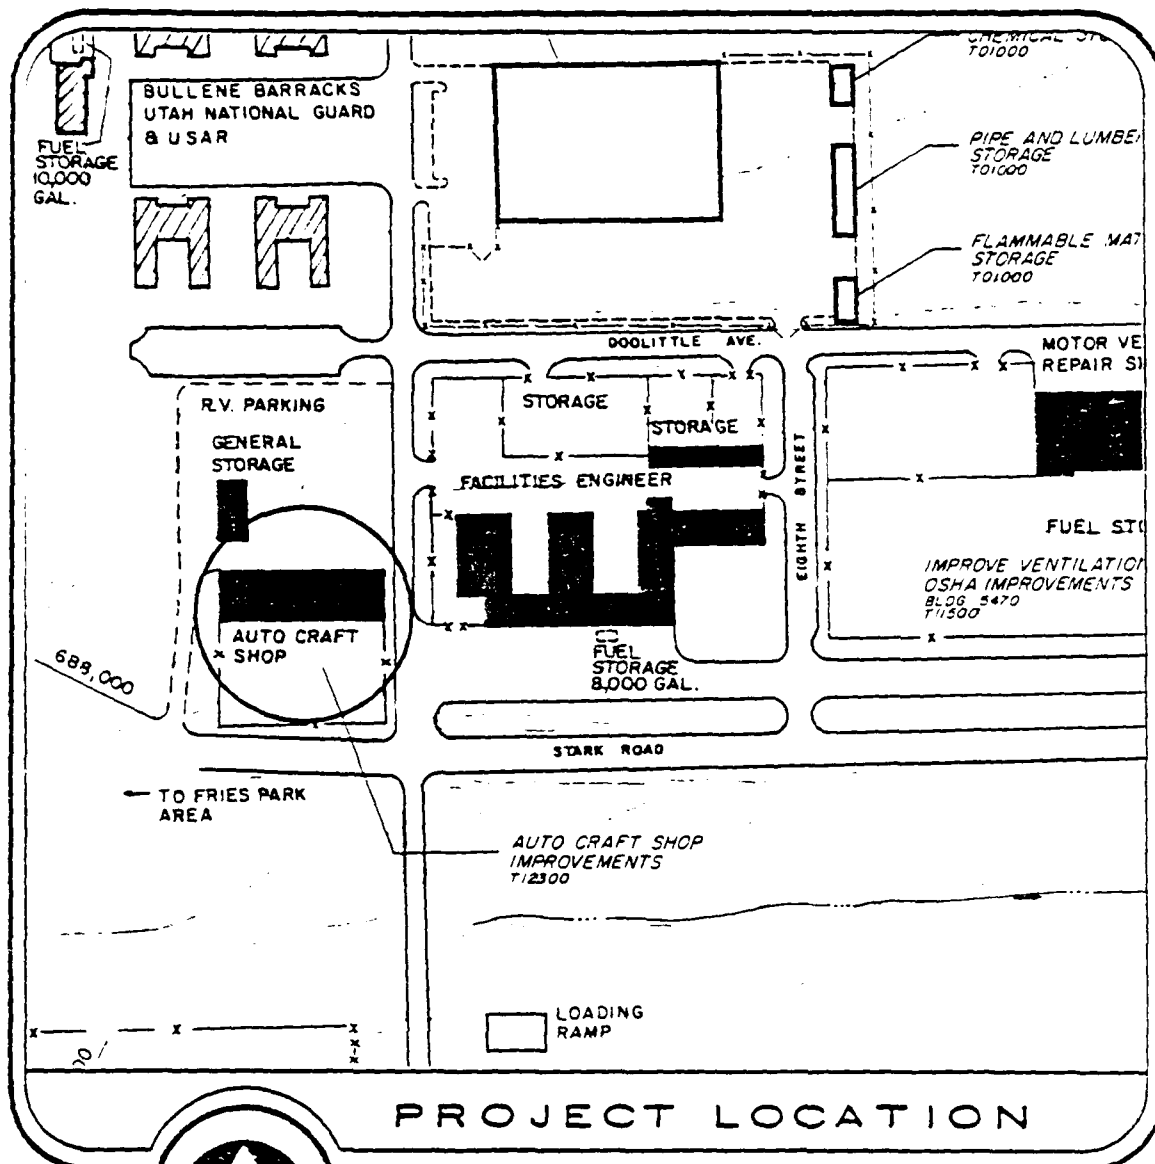 CHEMICAL
T01000
BULLENE BARRACKS
UTAH NATIONAL GUARD
& USAR
FUEL
STORAGE
10,000
GAL.
PIPE AND LUMBE
STORAGE
T01000
FLAMMABLE MAT
STORAGE
T01000
DOOLITTLE AVE.
MOTOR VE
REPAIR S
R.V. PARKING
STORAGE
STORAGE
GENERAL
STORAGE
FACILITIES ENGINEER
EIGHTH STREET
FUEL STO
IMPROVE VENTILATION
OSHA IMPROVEMENTS
BLDG 5470
T11500
AUTO CRAFT
SHOP
FUEL
STORAGE
8,000 GAL.
688,000
STARK ROAD
TO FRIES PARK
AREA
AUTO CRAFT SHOP
IMPROVEMENTS
T12300
LOADING
RAMP
PROJECT LOCATION